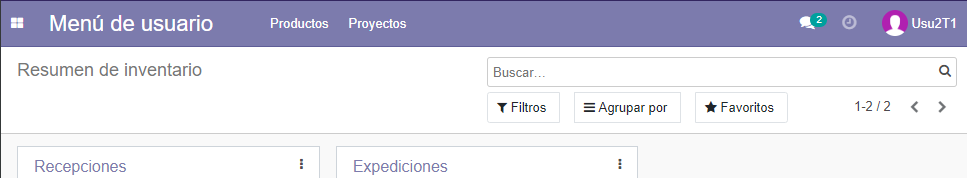 Menú de usuario Productos Proyectos 2 Usu2T1
Resumen de inventario Buscar...
Filtros Agrupar por Favoritos 1-2 / 2
Recepciones Expediciones